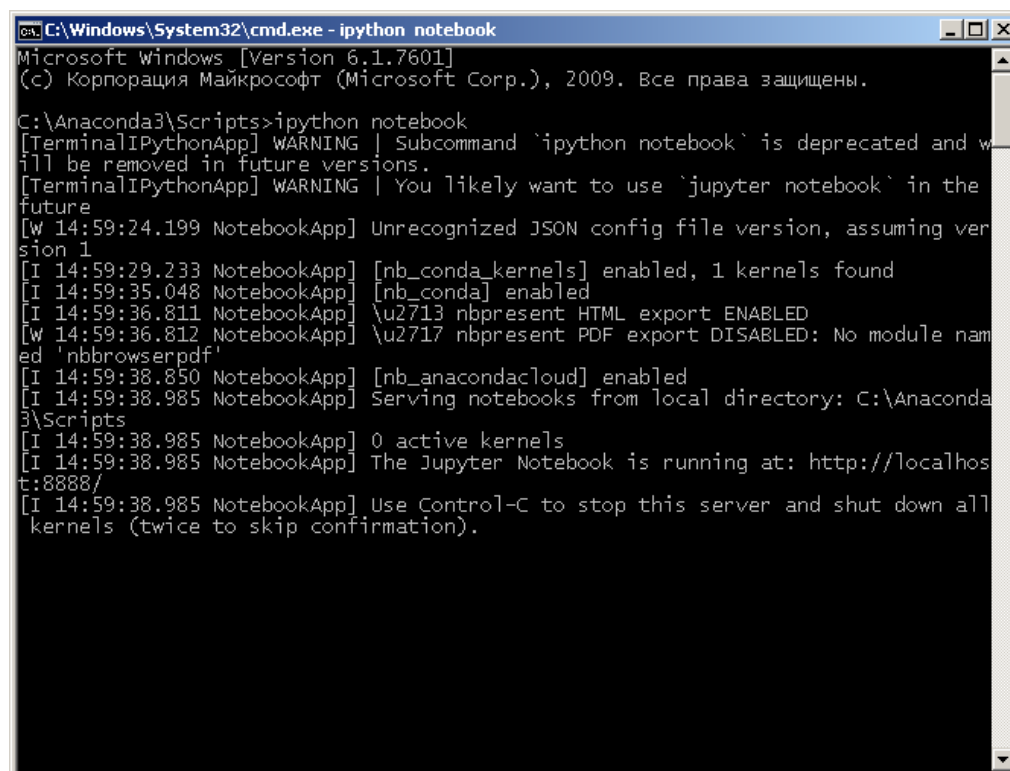 C:\Windows\System32\cmd.exe - ipython notebook
Microsoft Windows [Version 6.1.7601]
(c) Корпорация Майкрософт (Microsoft Corp.), 2009. Все права защищены.
C:\Anaconda3\Scripts>ipython notebook
[TerminalIPythonApp] WARNING | Subcommand `ipython notebook` is deprecated and w
ill be removed in future versions.
[TerminalIPythonApp] WARNING | You likely want to use `jupyter notebook` in the
future
[W 14:59:24.199 NotebookApp] Unrecognized JSON config file version, assuming ver
sion 1
[I 14:59:29.233 NotebookApp] [nb_conda_kernels] enabled, 1 kernels found
[I 14:59:35.048 NotebookApp] [nb_conda] enabled
[I 14:59:36.811 NotebookApp] \u2713 nbpresent HTML export ENABLED
[W 14:59:36.812 NotebookApp] \u2717 nbpresent PDF export DISABLED: No module nam
ed 'nbbrowserpdf'
[I 14:59:38.850 NotebookApp] [nb_anacondacloud] enabled
[I 14:59:38.985 NotebookApp] Serving notebooks from local directory: C:\Anaconda
3\Scripts
[I 14:59:38.985 NotebookApp] 0 active kernels
[I 14:59:38.985 NotebookApp] The Jupyter Notebook is running at: http://localhos
t:8888/
[I 14:59:38.985 NotebookApp] Use Control-C to stop this server and shut down all
 kernels (twice to skip confirmation).